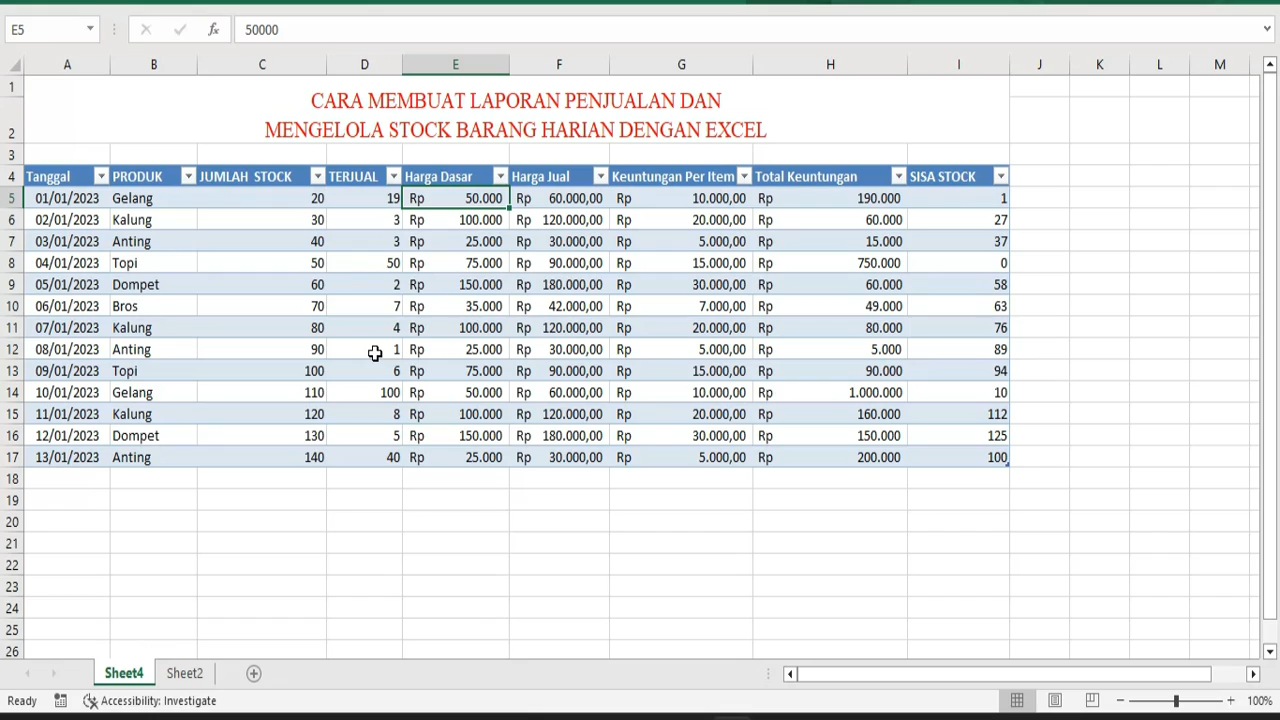 E5 fx 50000
A B C D E F G H I J K L M
1 CARA MEMBUAT LAPORAN PENJUALAN DAN
2 MENGELOLA STOCK BARANG HARIAN DENGAN EXCEL
3
4 Tanggal PRODUK JUMLAH STOCK TERJUAL Harga Dasar Harga Jual Keuntungan Per Item Total Keuntungan SISA STOCK
5 01/01/2023 Gelang 20 19 Rp 50.000 Rp 60.000,00 Rp 10.000,00 Rp 190.000 1
6 02/01/2023 Kalung 30 3 Rp 100.000 Rp 120.000,00 Rp 20.000,00 Rp 60.000 27
7 03/01/2023 Anting 40 3 Rp 25.000 Rp 30.000,00 Rp 5.000,00 Rp 15.000 37
8 04/01/2023 Topi 50 50 Rp 75.000 Rp 90.000,00 Rp 15.000,00 Rp 750.000 0
9 05/01/2023 Dompet 60 2 Rp 150.000 Rp 180.000,00 Rp 30.000,00 Rp 60.000 58
10 06/01/2023 Bros 70 7 Rp 35.000 Rp 42.000,00 Rp 7.000,00 Rp 49.000 63
11 07/01/2023 Kalung 80 4 Rp 100.000 Rp 120.000,00 Rp 20.000,00 Rp 80.000 76
12 08/01/2023 Anting 90 1 Rp 25.000 Rp 30.000,00 Rp 5.000,00 Rp 5.000 89
13 09/01/2023 Topi 100 6 Rp 75.000 Rp 90.000,00 Rp 15.000,00 Rp 90.000 94
14 10/01/2023 Gelang 110 100 Rp 50.000 Rp 60.000,00 Rp 10.000,00 Rp 1.000.000 10
15 11/01/2023 Kalung 120 8 Rp 100.000 Rp 120.000,00 Rp 20.000,00 Rp 160.000 112
16 12/01/2023 Dompet 130 5 Rp 150.000 Rp 180.000,00 Rp 30.000,00 Rp 150.000 125
17 13/01/2023 Anting 140 40 Rp 25.000 Rp 30.000,00 Rp 5.000,00 Rp 200.000 100
18
19
20
21
22
23
24
25
26
Sheet4 Sheet2
Ready Accessibility: Investigate 100%